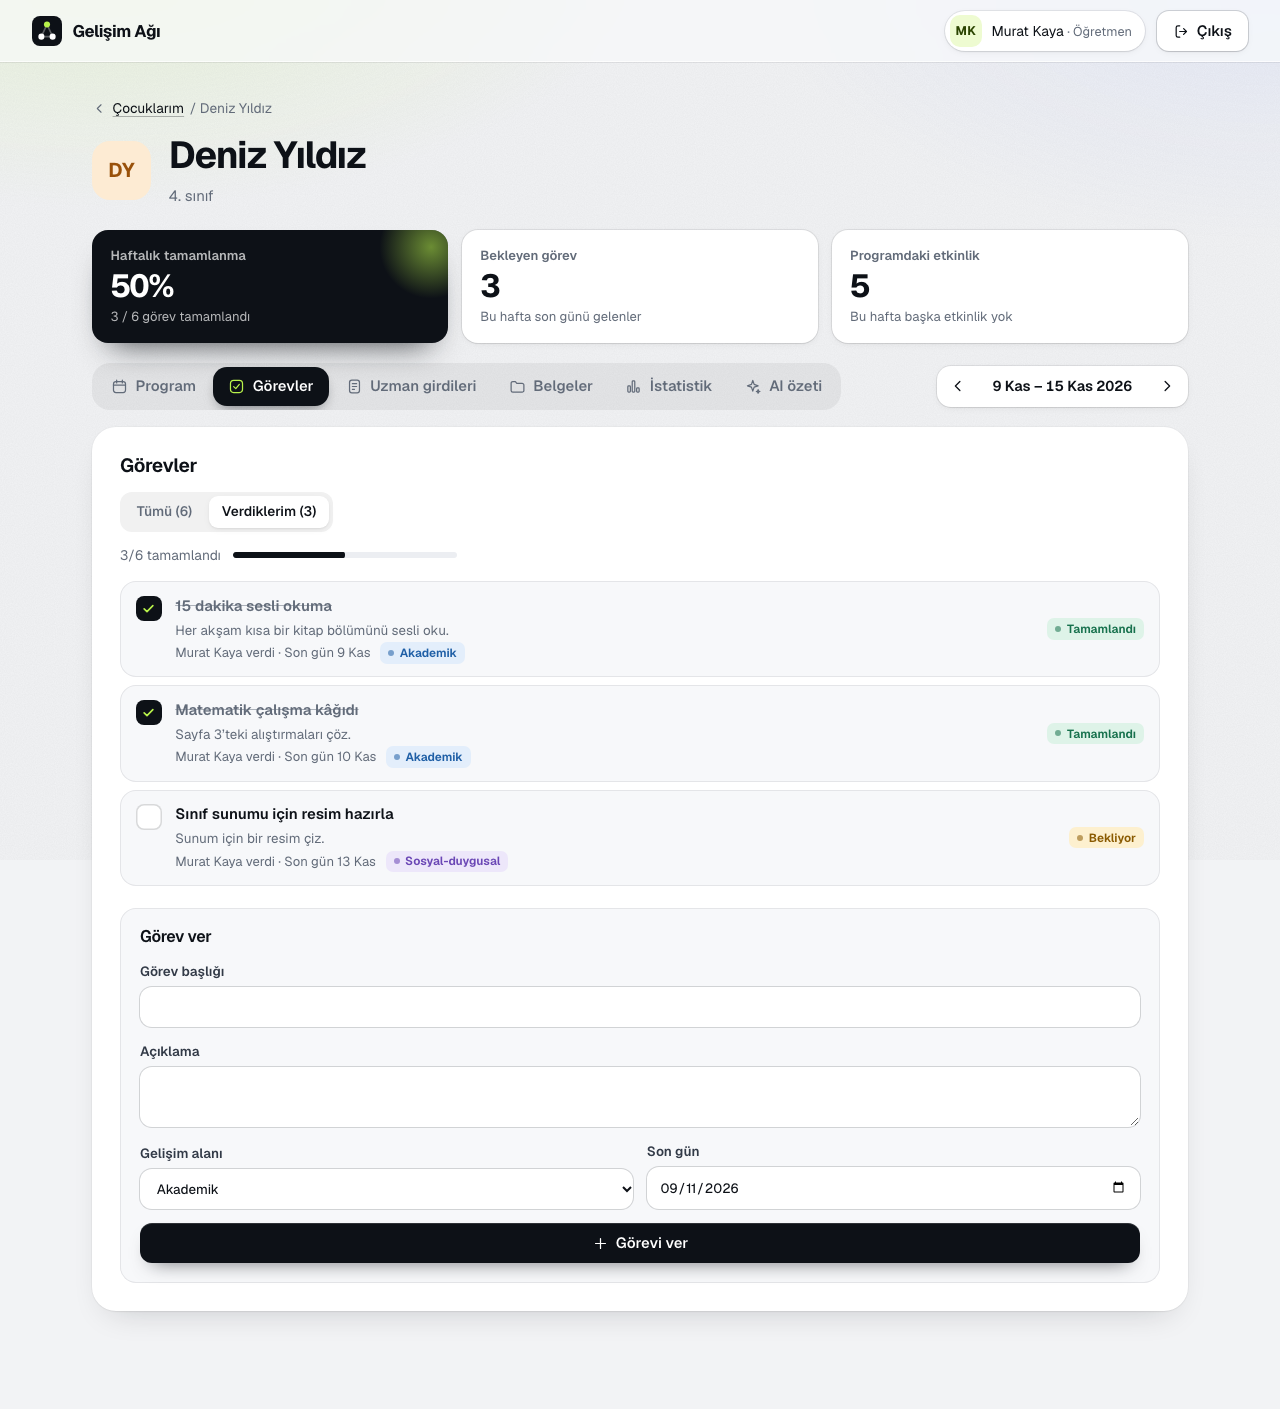 Gelişim Ağı
MK Murat Kaya · Öğretmen
Çıkış
Çocuklarım / Deniz Yıldız
DY
Deniz Yıldız
4. sınıf
Haftalık tamamlanma
50%
3 / 6 görev tamamlandı
Bekleyen görev
3
Bu hafta son günü gelenler
Programdaki etkinlik
5
Bu hafta başka etkinlik yok
Program
Görevler
Uzman girdileri
Belgeler
İstatistik
AI özeti
9 Kas – 15 Kas 2026
Görevler
Tümü (6)
Verdiklerim (3)
3/6 tamamlandı
15 dakika sesli okuma
Her akşam kısa bir kitap bölümünü sesli oku.
Murat Kaya verdi · Son gün 9 Kas Akademik
Tamamlandı
Matematik çalışma kâğıdı
Sayfa 3'teki alıştırmaları çöz.
Murat Kaya verdi · Son gün 10 Kas Akademik
Tamamlandı
Sınıf sunumu için resim hazırla
Sunum için bir resim çiz.
Murat Kaya verdi · Son gün 13 Kas Sosyal-duygusal
Bekliyor
Görev ver
Görev başlığı
Açıklama
Gelişim alanı
Akademik
Son gün
09/11/2026
Görevi ver